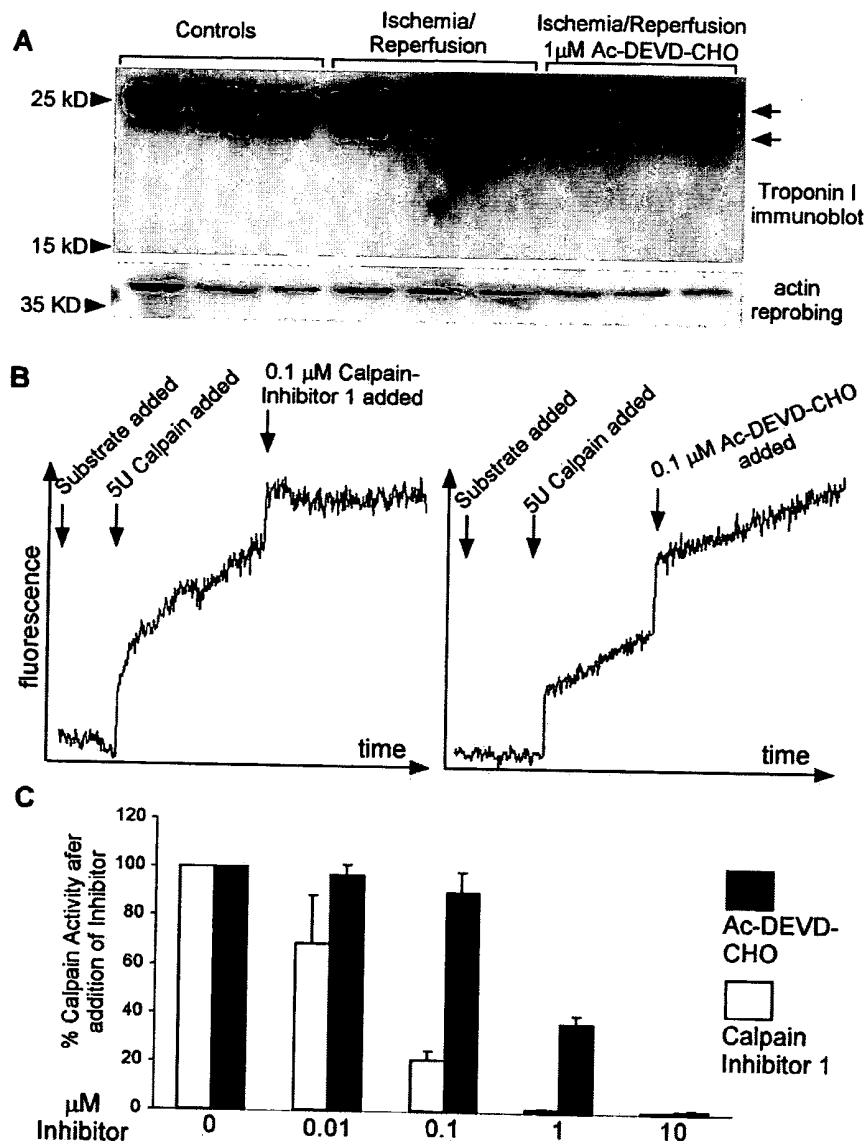 A
Controls
Ischemia/
Reperfusion
Ischemia/Reperfusion
1μM Ac-DEVD-CHO
25 kD
15 kD
Troponin I
immunoblot
35 KD
actin
reprobing
B
Substrate added
5U Calpain added
0.1 μM Calpain-
Inhibitor 1 added
fluorescence
time
Substrate added
5U Calpain added
0.1 μM Ac-DEVD-CHO
added
time
C
% Calpain Activity afer
addition of Inhibitor
120
100
80
60
40
20
0
μM
Inhibitor
0 0.01 0.1 1 10
Ac-DEVD-
CHO
Calpain
Inhibitor 1